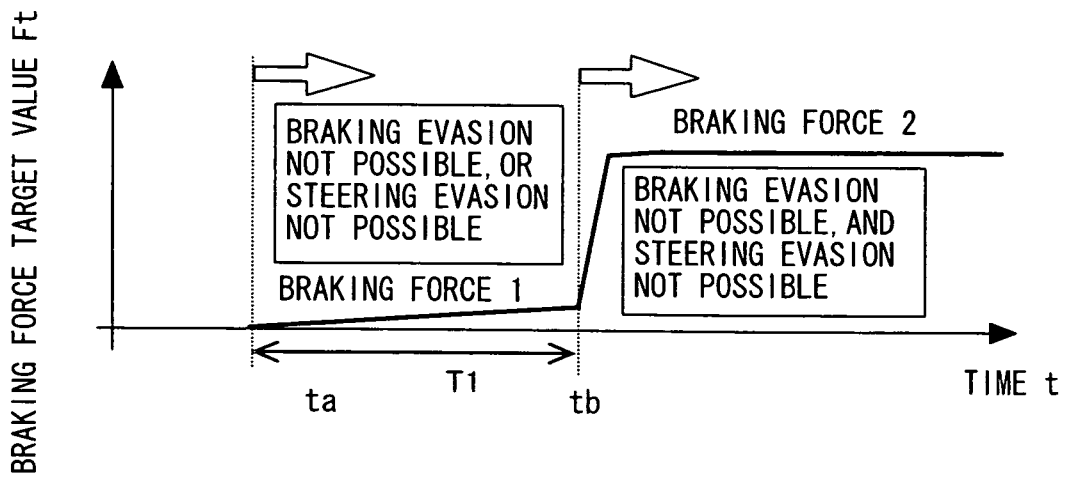 BRAKING FORCE TARGET VALUE Ft
BRAKING EVASION
NOT POSSIBLE, OR
STEERING EVASION
NOT POSSIBLE
BRAKING FORCE 1
BRAKING FORCE 2
BRAKING EVASION
NOT POSSIBLE, AND
STEERING EVASION
NOT POSSIBLE
T1
ta
tb
TIME t